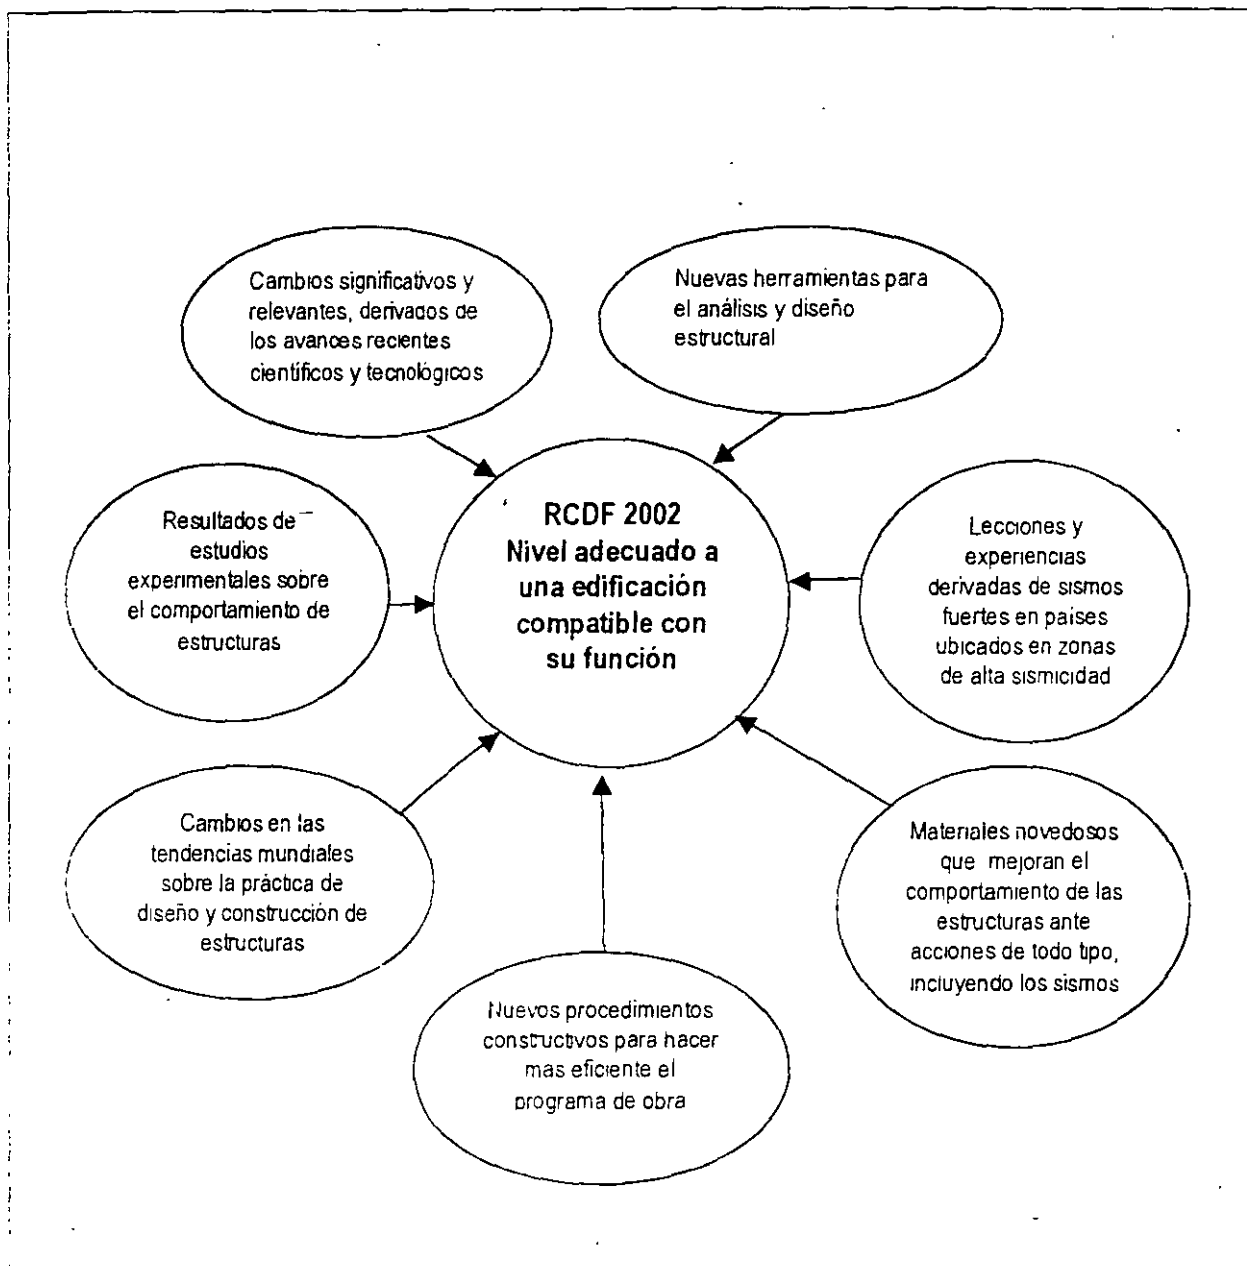 Cambios significativos y
relevantes, derivados de
los avances recientes
científicos y tecnológicos
Nuevas herramientas para
el análisis y diseño
estructural
Resultados de
estudios
experimentales sobre
el comportamiento de
estructuras
RCDF 2002
Nivel adecuado a
una edificación
compatible con
su función
Lecciones y
experiencias
derivadas de sismos
fuertes en países
ubicados en zonas
de alta sismicidad
Cambios en las
tendencias mundiales
sobre la práctica de
diseño y construcción de
estructuras
Materiales novedosos
que mejoran el
comportamiento de las
estructuras ante
acciones de todo tipo,
incluyendo los sismos
Nuevos procedimientos
constructivos para hacer
mas eficiente el
programa de obra